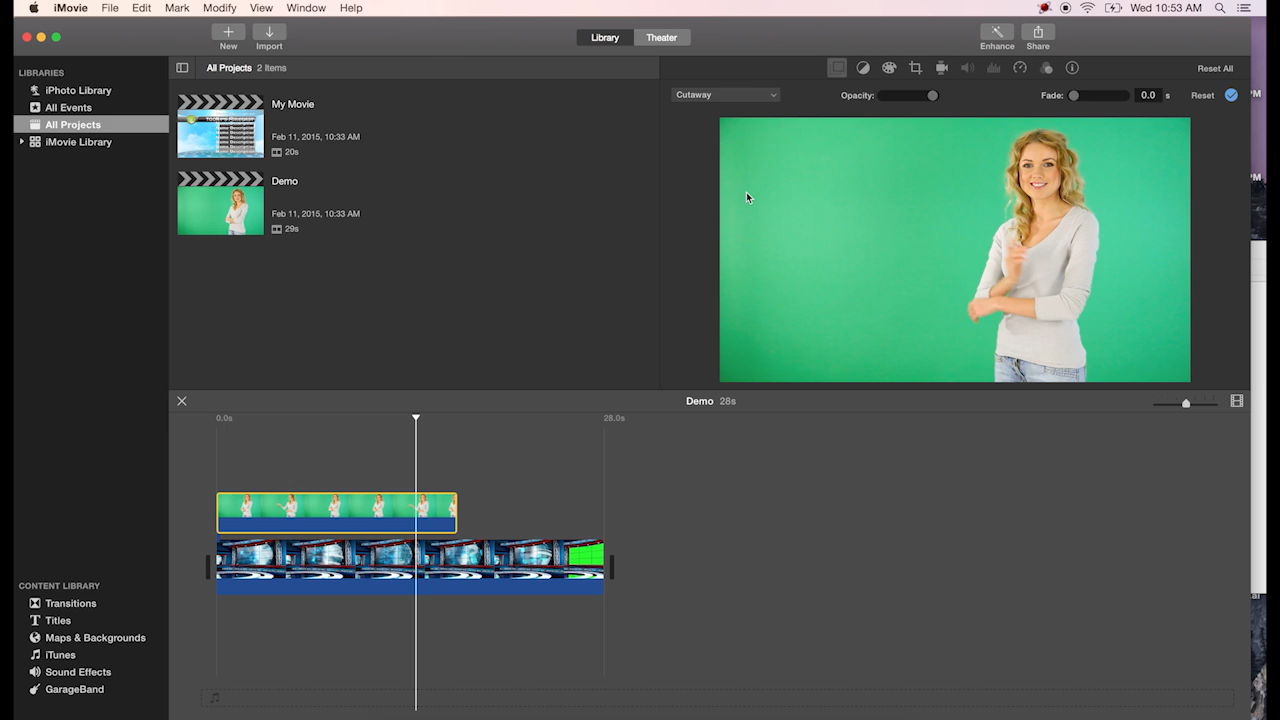 iMovie File Edit Mark Modify View Window Help Wed 10:53 AM
New Import Library Theater Enhance Share
LIBRARIES
iPhoto Library
All Events
All Projects
iMovie Library
All Projects 2 Items
My Movie
Feb 11, 2015, 10:33 AM
20s
Demo
Feb 11, 2015, 10:33 AM
29s
Reset All
Cutaway Opacity: Fade: 0.0 s Reset
Demo 28s
0.0s 28.0s
CONTENT LIBRARY
Transitions
Titles
Maps & Backgrounds
iTunes
Sound Effects
GarageBand
PM
PM